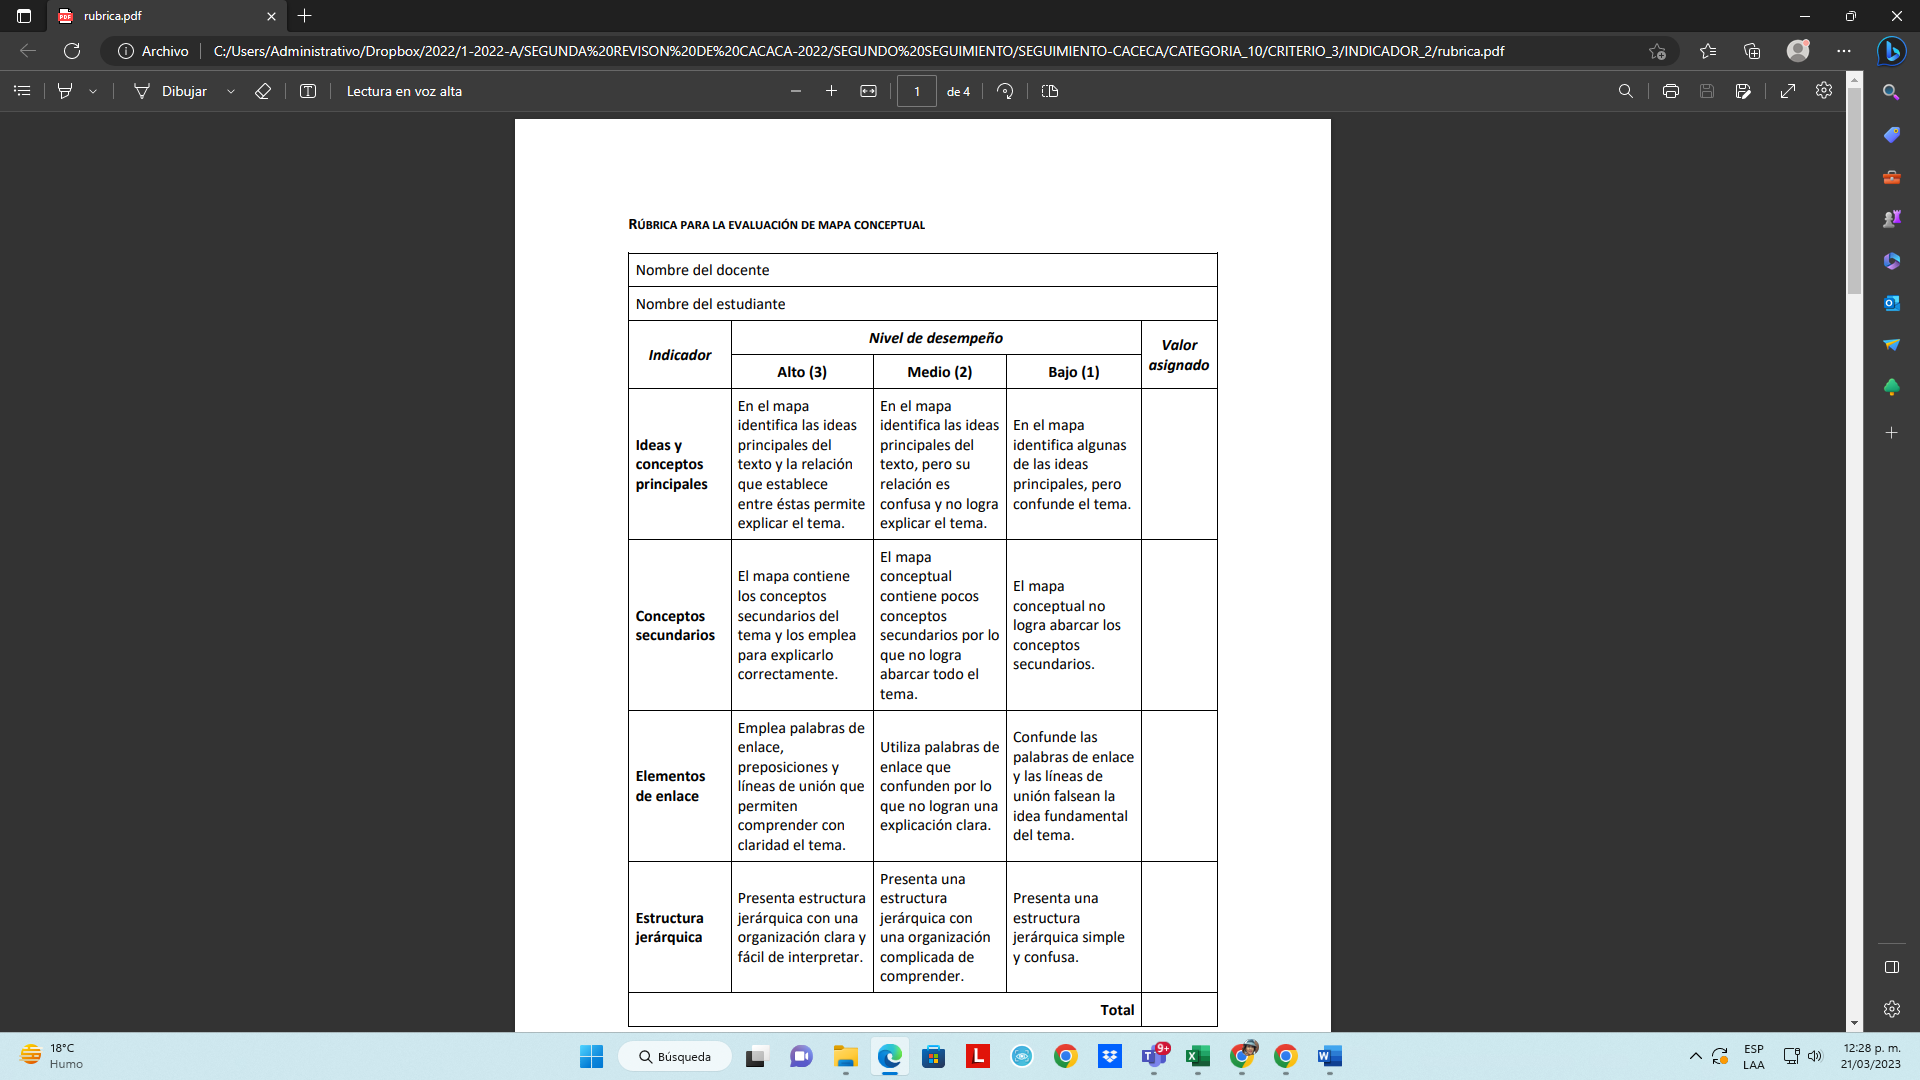 rubrica.pdf
Archivo
C:/Users/Administrativo/Dropbox/2022/1-2022-A/SEGUNDA%20REVISON%20DE%20CACACA-2022/SEGUNDO%20SEGUIMIENTO/SEGUIMIENTO-CACECA/CATEGORIA_10/CRITERIO_3/INDICADOR_2/rubrica.pdf
Dibujar
Lectura en voz alta
1 de 4
RÚBRICA PARA LA EVALUACIÓN DE MAPA CONCEPTUAL
Nombre del docente
Nombre del estudiante
Indicador
Nivel de desempeño
Valor
asignado
Alto (3)
Medio (2)
Bajo (1)
Ideas y
conceptos
principales
En el mapa
identifica las ideas
principales del
texto y la relación
que establece
entre éstas permite
explicar el tema.
En el mapa
identifica las ideas
principales del
texto, pero su
relación es
confusa y no logra
explicar el tema.
En el mapa
identifica algunas
de las ideas
principales, pero
confunde el tema.
Conceptos
secundarios
El mapa contiene
los conceptos
secundarios del
tema y los emplea
para explicarlo
correctamente.
El mapa
conceptual
contiene pocos
conceptos
secundarios por lo
que no logra
abarcar todo el
tema.
El mapa
conceptual no
logra abarcar los
conceptos
secundarios.
Elementos
de enlace
Emplea palabras de
enlace,
preposiciones y
líneas de unión que
permiten
comprender con
claridad el tema.
Utiliza palabras de
enlace que
confunden por lo
que no logran una
explicación clara.
Confunde las
palabras de enlace
y las líneas de
unión falsean la
idea fundamental
del tema.
Estructura
jerárquica
Presenta estructura
jerárquica con una
organización clara y
fácil de interpretar.
Presenta una
estructura
jerárquica con
una organización
complicada de
comprender.
Presenta una
estructura
jerárquica simple
y confusa.
Total
18°C
Humo
Búsqueda
9+
ESP
LAA
12:28 p. m.
21/03/2023